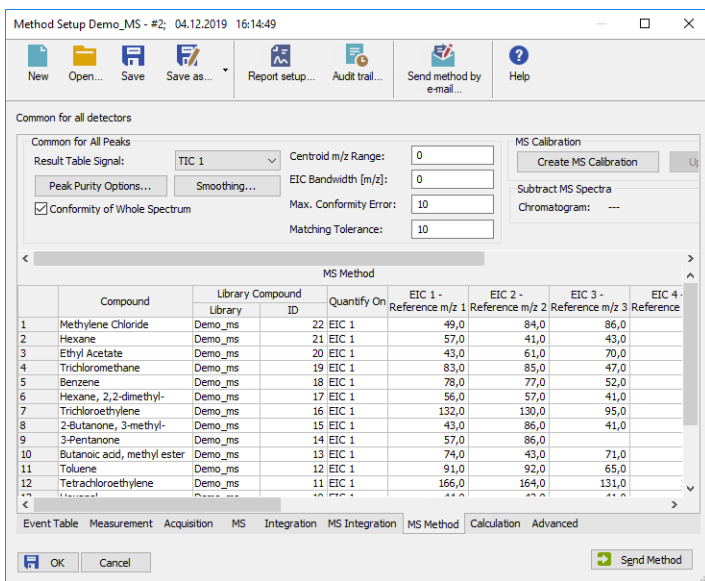 Method Setup Demo_MS - #2; 04.12.2019 16:14:49
New Open... Save Save as... Report setup... Audit trail... Send method by e-mail... Help
Common for all detectors
Common for All Peaks
Result Table Signal: TIC 1
Peak Purity Options... Smoothing...
Conformity of Whole Spectrum
Centroid m/z Range: 0
EIC Bandwidth [m/z]: 0
Max. Conformity Error: 10
Matching Tolerance: 10
MS Calibration
Create MS Calibration
Subtract MS Spectra
Chromatogram: ---
MS Method
Compound Library Compound Quantify On EIC 1 - EIC 2 - EIC 3 - EIC 4 -
Library ID Reference m/z 1 Reference m/z 2 Reference m/z 3 Reference
1 Methylene Chloride Demo_ms 22 EIC 1 49,0 84,0 86,0
2 Hexane Demo_ms 21 EIC 1 57,0 41,0 43,0
3 Ethyl Acetate Demo_ms 20 EIC 1 43,0 61,0 70,0
4 Trichloromethane Demo_ms 19 EIC 1 83,0 85,0 47,0
5 Benzene Demo_ms 18 EIC 1 78,0 77,0 52,0
6 Hexane, 2,2-dimethyl- Demo_ms 17 EIC 1 56,0 57,0 41,0
7 Trichloroethylene Demo_ms 16 EIC 1 132,0 130,0 95,0
8 2-Butanone, 3-methyl- Demo_ms 15 EIC 1 43,0 86,0 41,0
9 3-Pentanone Demo_ms 14 EIC 1 57,0 86,0
10 Butanoic acid, methyl ester Demo_ms 13 EIC 1 74,0 43,0 71,0
11 Toluene Demo_ms 12 EIC 1 91,0 92,0 65,0
12 Tetrachloroethylene Demo_ms 11 EIC 1 166,0 164,0 131,0
Event Table Measurement Acquisition MS Integration MS Integration MS Method Calculation Advanced
OK Cancel Send Method